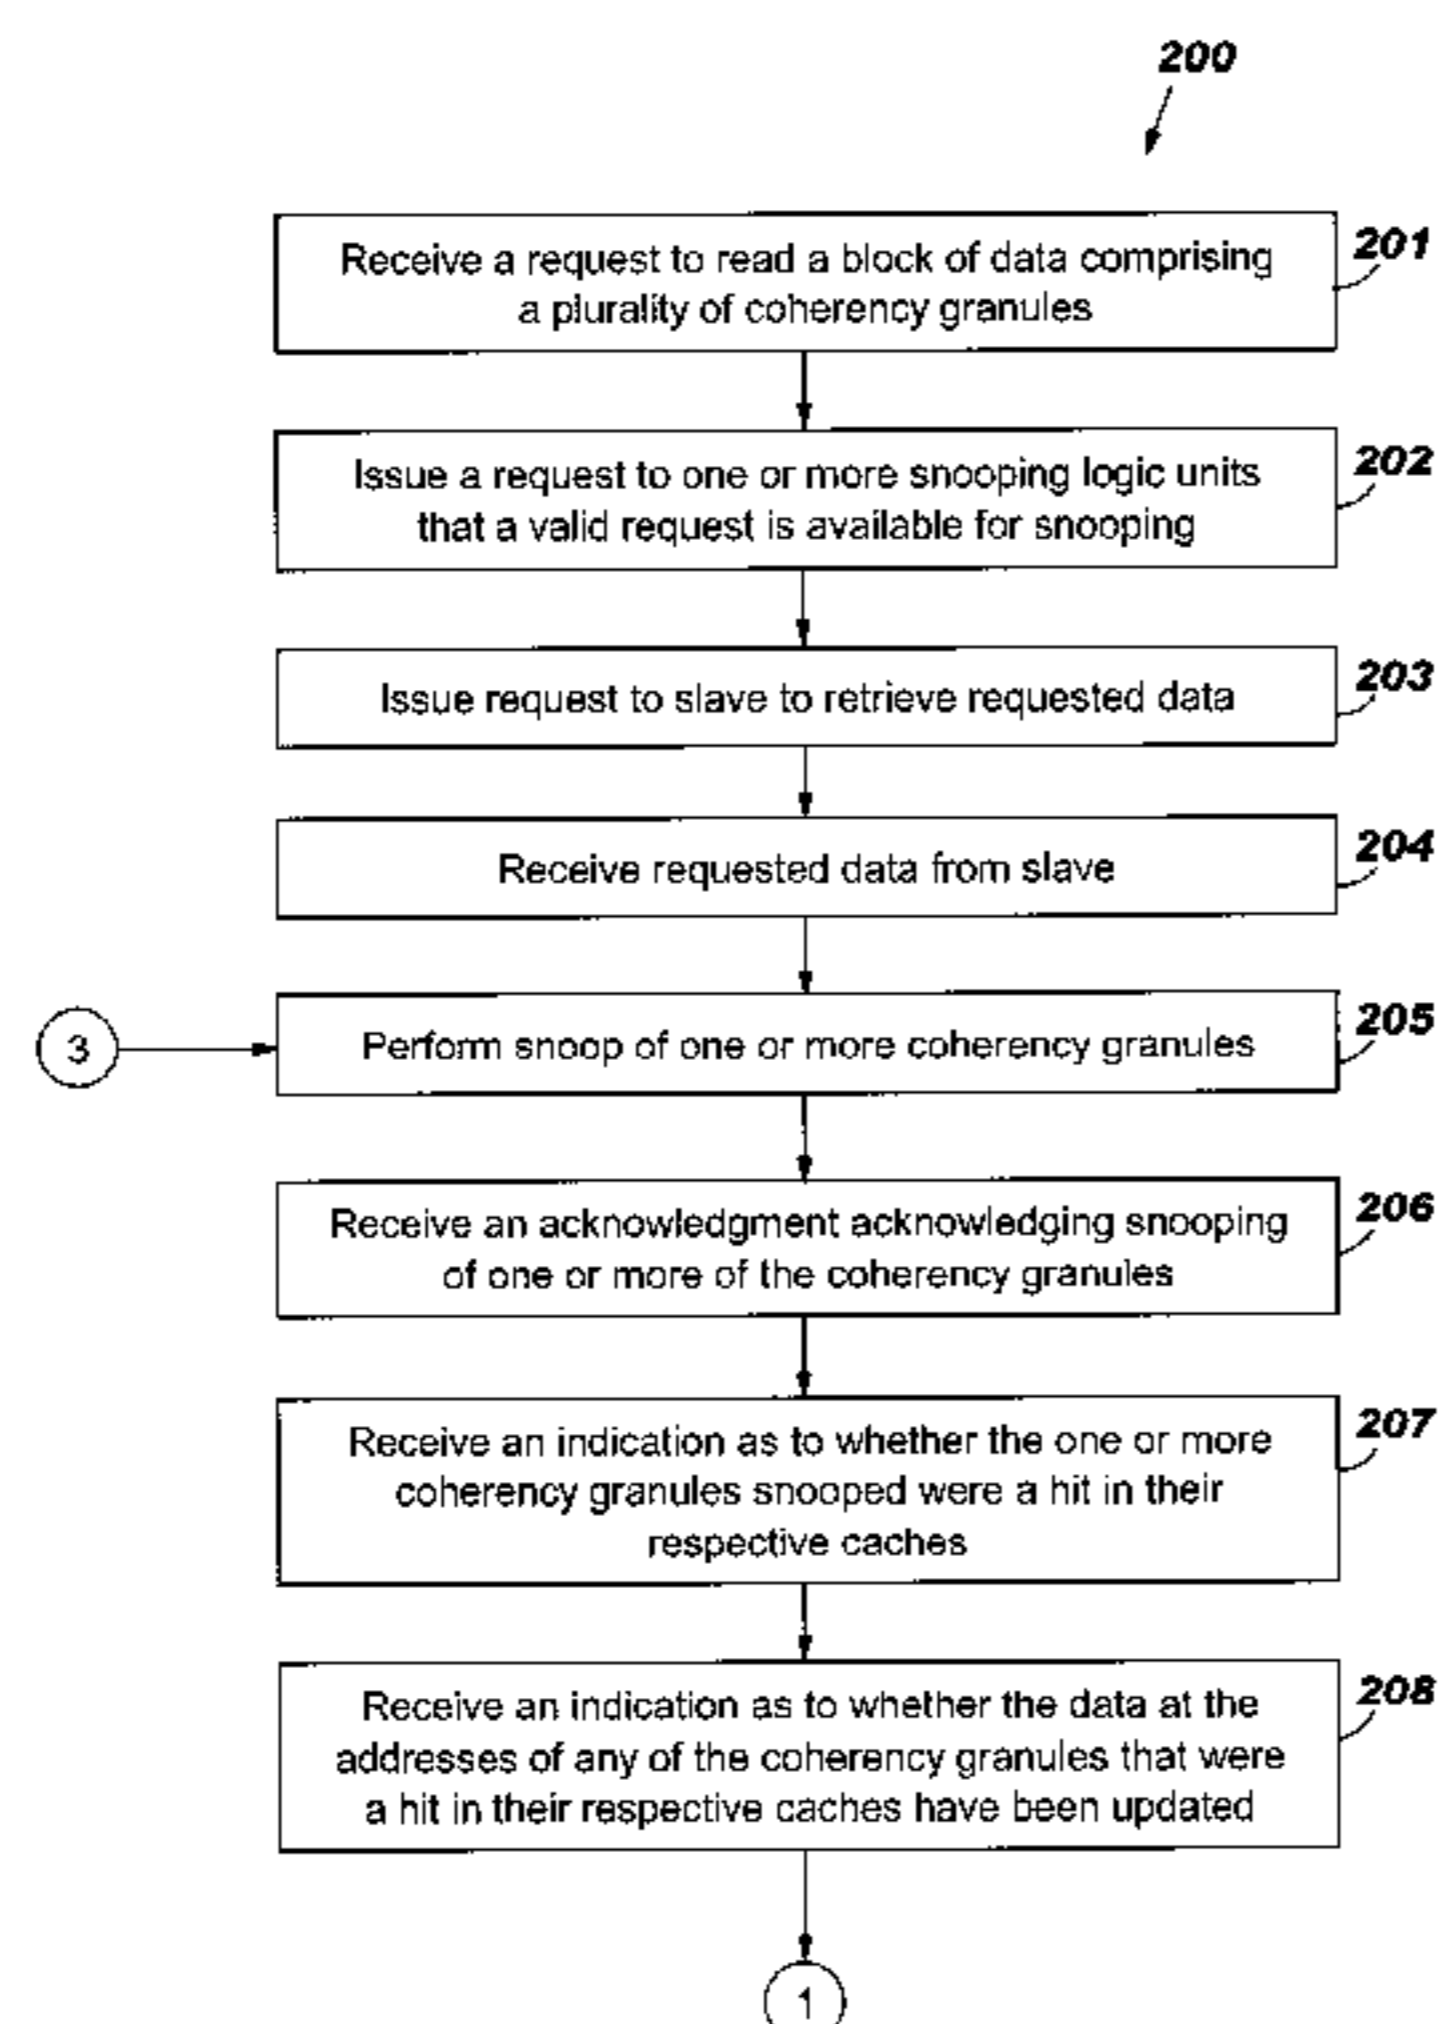 200
Receive a request to read a block of data comprising
a plurality of coherency granules
201
Issue a request to one or more snooping logic units
that a valid request is available for snooping
202
Issue request to slave to retrieve requested data
203
Receive requested data from slave
204
3
Perform snoop of one or more coherency granules
205
Receive an acknowledgment acknowledging snooping
of one or more of the coherency granules
206
Receive an indication as to whether the one or more
coherency granules snooped were a hit in their
respective caches
207
Receive an indication as to whether the data at the
addresses of any of the coherency granules that were
a hit in their respective caches have been updated
208
1